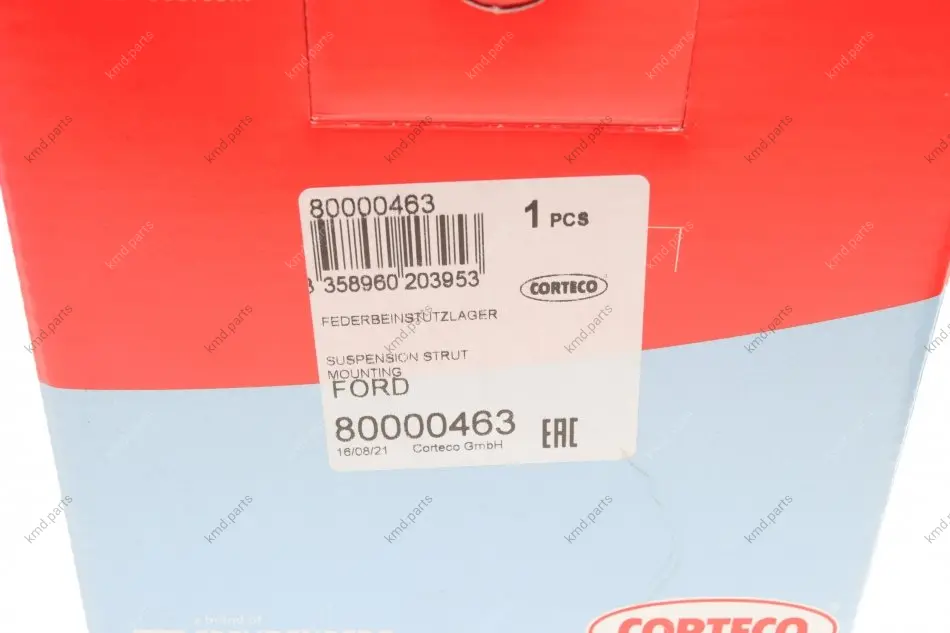 80000463
1 PCS
3 358960 203953
CORTECO
FEDERBEINSTÜTZLAGER
SUSPENSION STRUT
MOUNTING
FORD
80000463
EAC
16/08/21 Corteco GmbH
CORTECO
kmd.parts